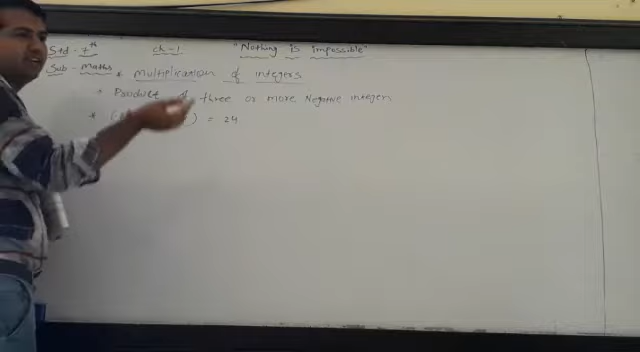 Std - 7th ch-1 "Nothing is impossible"
Sub - Maths * Multiplication of integers
* Product of three or more Negative integer
* ( ) = 24